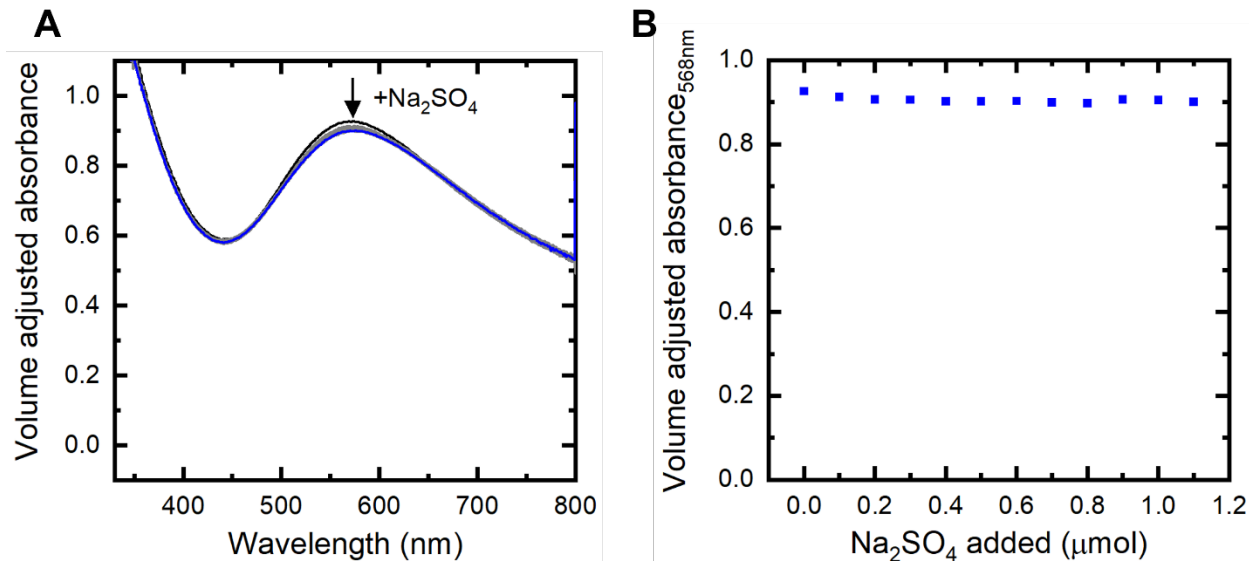 A
Volume adjusted absorbance
1.0
0.8
0.6
0.4
0.2
0.0
+Na₂SO₄
400 500 600 700 800
Wavelength (nm)
B
Volume adjusted absorbance₅₆₈ₙₘ
1.0
0.8
0.6
0.4
0.2
0.0
0.0 0.2 0.4 0.6 0.8 1.0 1.2
Na₂SO₄ added (μmol)